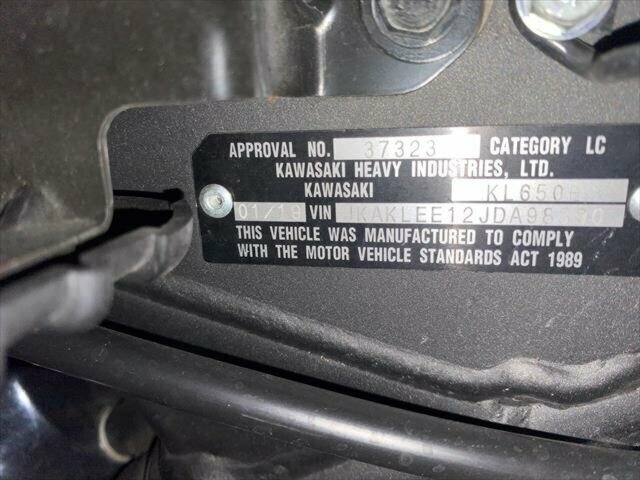 APPROVAL NO. 37323 CATEGORY LC
KAWASAKI HEAVY INDUSTRIES, LTD.
KAWASAKI
01/18 VIN
THIS VEHICLE WAS MANUFACTURED TO COMPLY
WITH THE MOTOR VEHICLE STANDARDS ACT 1989